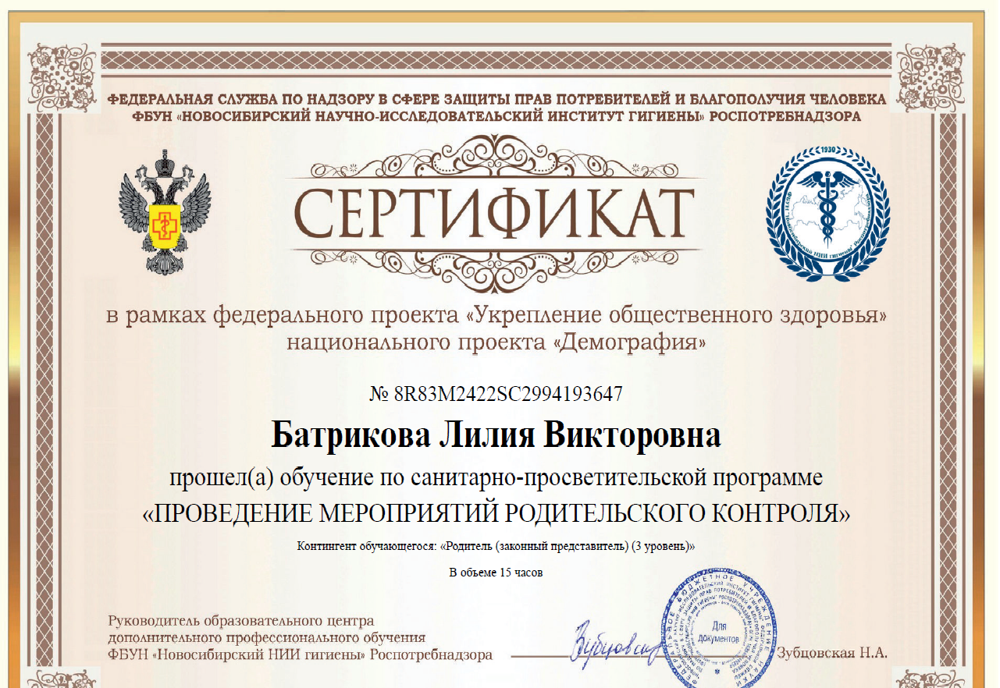 ФЕДЕРАЛЬНАЯ СЛУЖБА ПО НАДЗОРУ В СФЕРЕ ЗАЩИТЫ ПРАВ ПОТРЕБИТЕЛЕЙ И БЛАГОПОЛУЧИЯ ЧЕЛОВЕКА
ФБУН «НОВОСИБИРСКИЙ НАУЧНО-ИССЛЕДОВАТЕЛЬСКИЙ ИНСТИТУТ ГИГИЕНЫ» РОСПОТРЕБНАДЗОРА
1930
СЕРТИФИКАТ
в рамках федерального проекта «Укрепление общественного здоровья»
национального проекта «Демография»
№ 8R83M2422SC2994193647
Батрикова Лилия Викторовна
прошел(а) обучение по санитарно-просветительской программе
«ПРОВЕДЕНИЕ МЕРОПРИЯТИЙ РОДИТЕЛЬСКОГО КОНТРОЛЯ»
Контингент обучающегося: «Родитель (законный представитель) (3 уровень)»
В объеме 15 часов
Руководитель образовательного центра
дополнительного профессионального обучения
ФБУН «Новосибирский НИИ гигиены» Роспотребнадзора
Для
документов
Зубцовская Н.А.